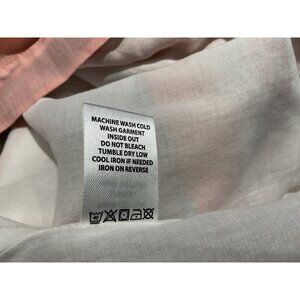 MACHINE WASH COLD
WASH GARMENT
INSIDE OUT
DO NOT BLEACH
TUMBLE DRY LOW
COOL IRON IF NEEDED
IRON ON REVERSE